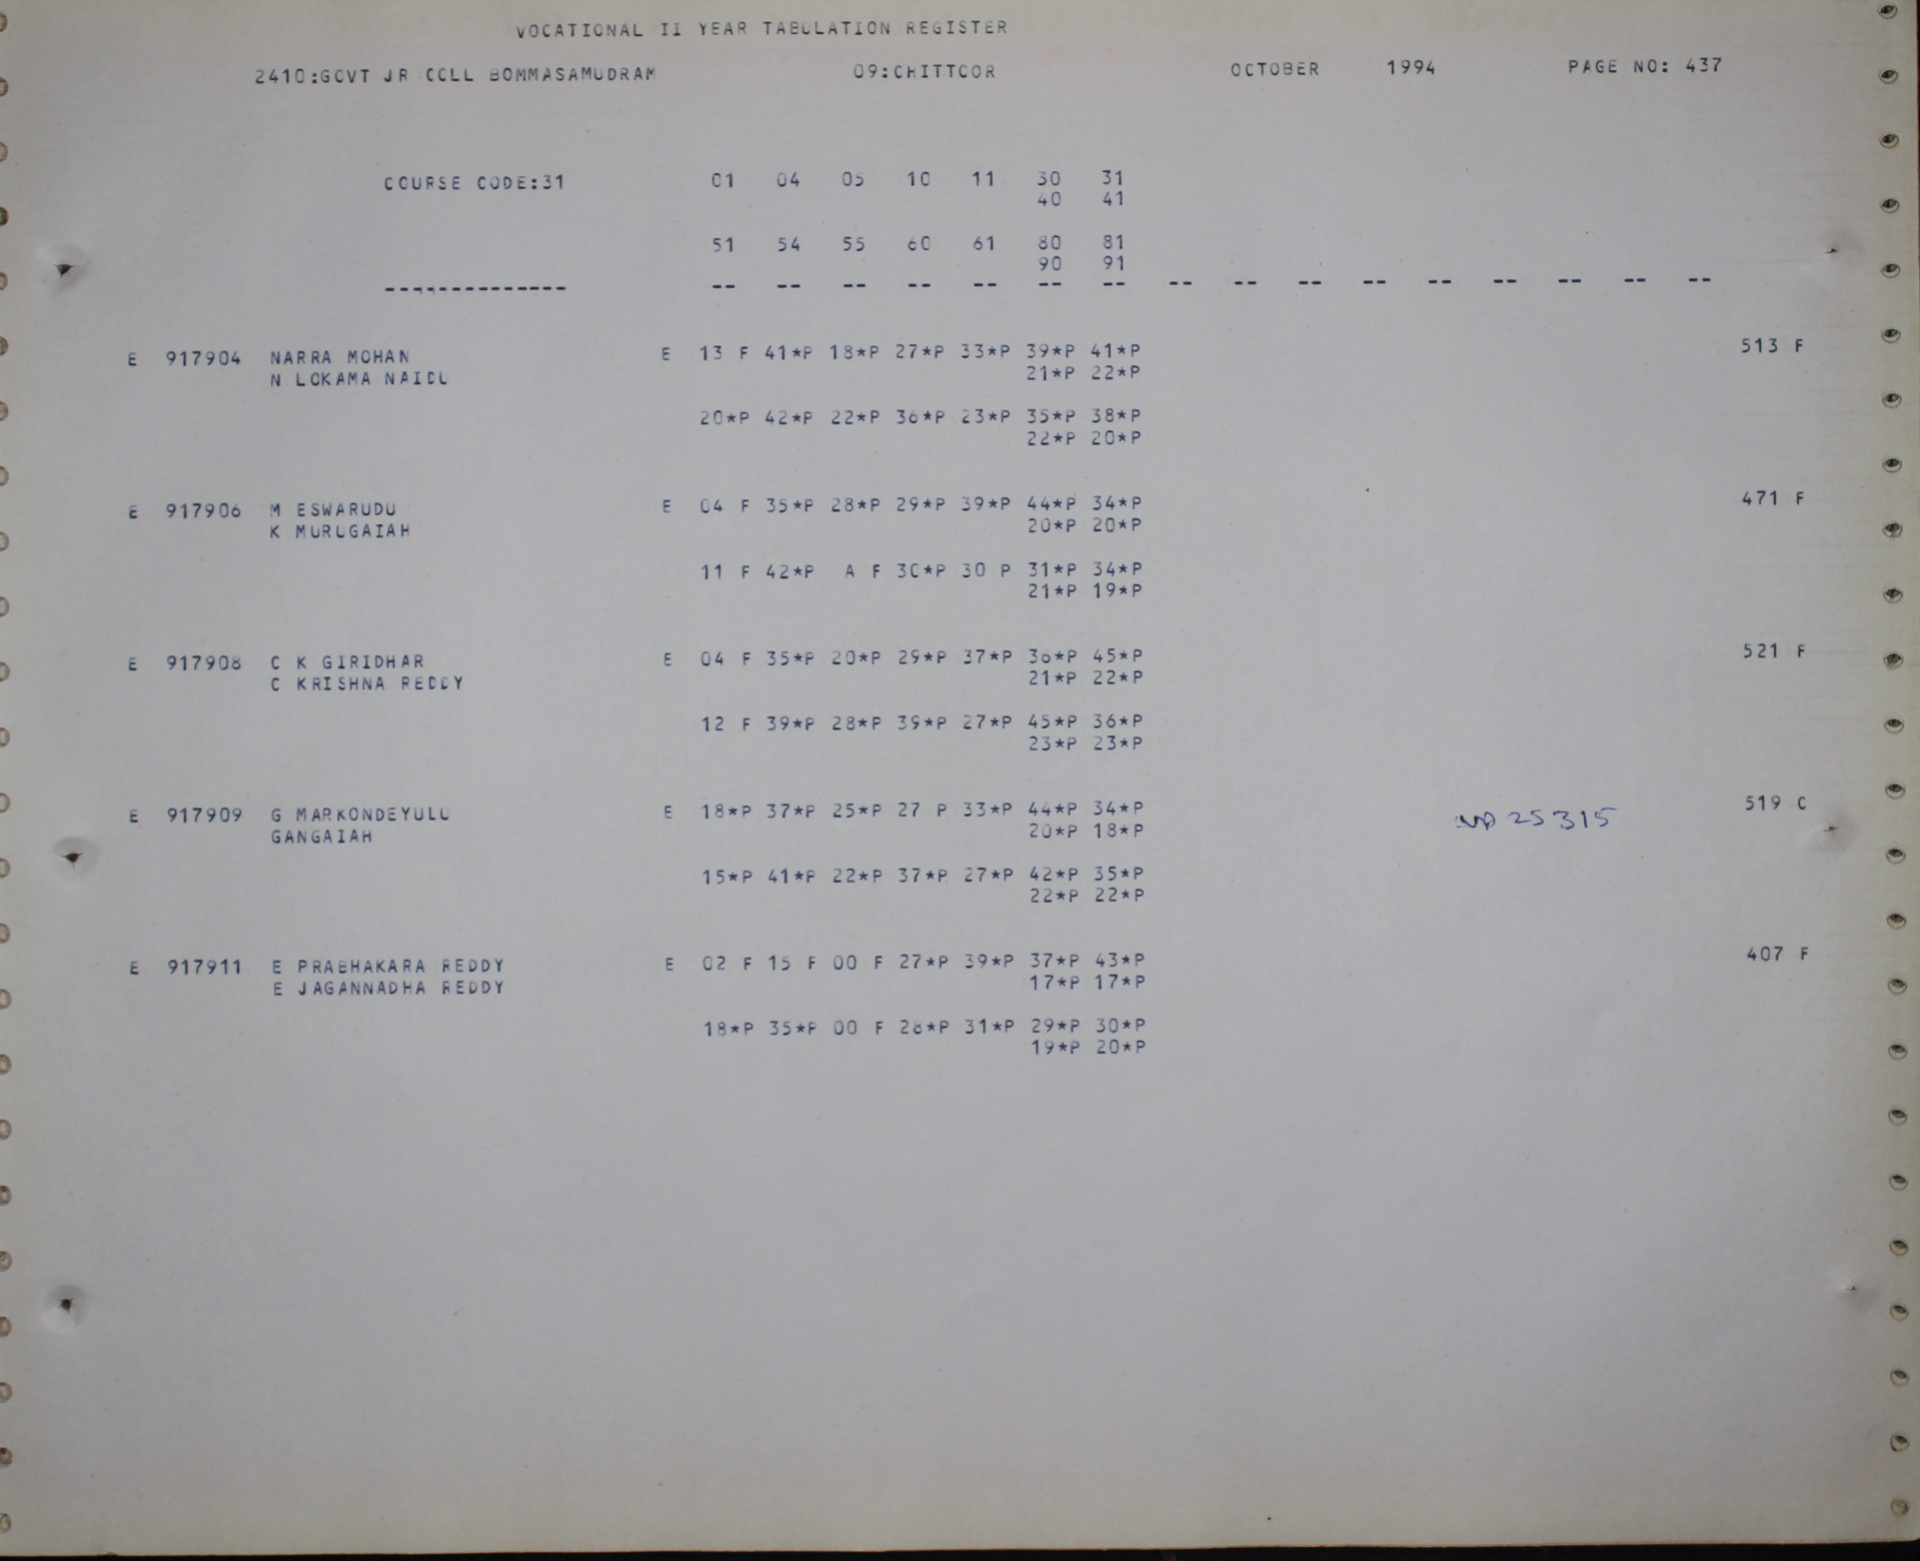 VOCATIONAL II YEAR TABULATION REGISTER
2410:GOVT JR COLL BOMMASAMUDRAM 09:CHITTOOR OCTOBER 1994 PAGE NO: 437
COURSE CODE:31 01 04 05 10 11 30 31
40 41
51 54 55 60 61 80 81
90 91
-------------- -- -- -- -- -- -- -- -- -- -- -- -- -- -- -- --
E 917904 NARRA MOHAN E 13 F 41*P 18*P 27*P 33*P 39*P 41*P 513 F
N LOKAMA NAIDU 21*P 22*P
20*P 42*P 22*P 36*P 23*P 35*P 38*P
22*P 20*P
E 917906 M ESWARUDU E 04 F 35*P 28*P 29*P 39*P 44*P 34*P 471 F
K MURUGAIAH 20*P 20*P
11 F 42*P A F 30*P 30 P 31*P 34*P
21*P 19*P
E 917908 C K GIRIDHAR E 04 F 35*P 20*P 29*P 37*P 36*P 45*P 521 F
C KRISHNA REDDY 21*P 22*P
12 F 39*P 28*P 39*P 27*P 45*P 36*P
23*P 23*P
E 917909 G MARKONDEYULU E 18*P 37*P 25*P 27 P 33*P 44*P 34*P 25315 519 C
GANGAIAH 20*P 18*P
15*P 41*P 22*P 37*P 27*P 42*P 35*P
22*P 22*P
E 917911 E PRABHAKARA REDDY E 02 F 15 F 00 F 27*P 39*P 37*P 43*P 407 F
E JAGANNADHA REDDY 17*P 17*P
18*P 35*P 00 F 28*P 31*P 29*P 30*P
19*P 20*P